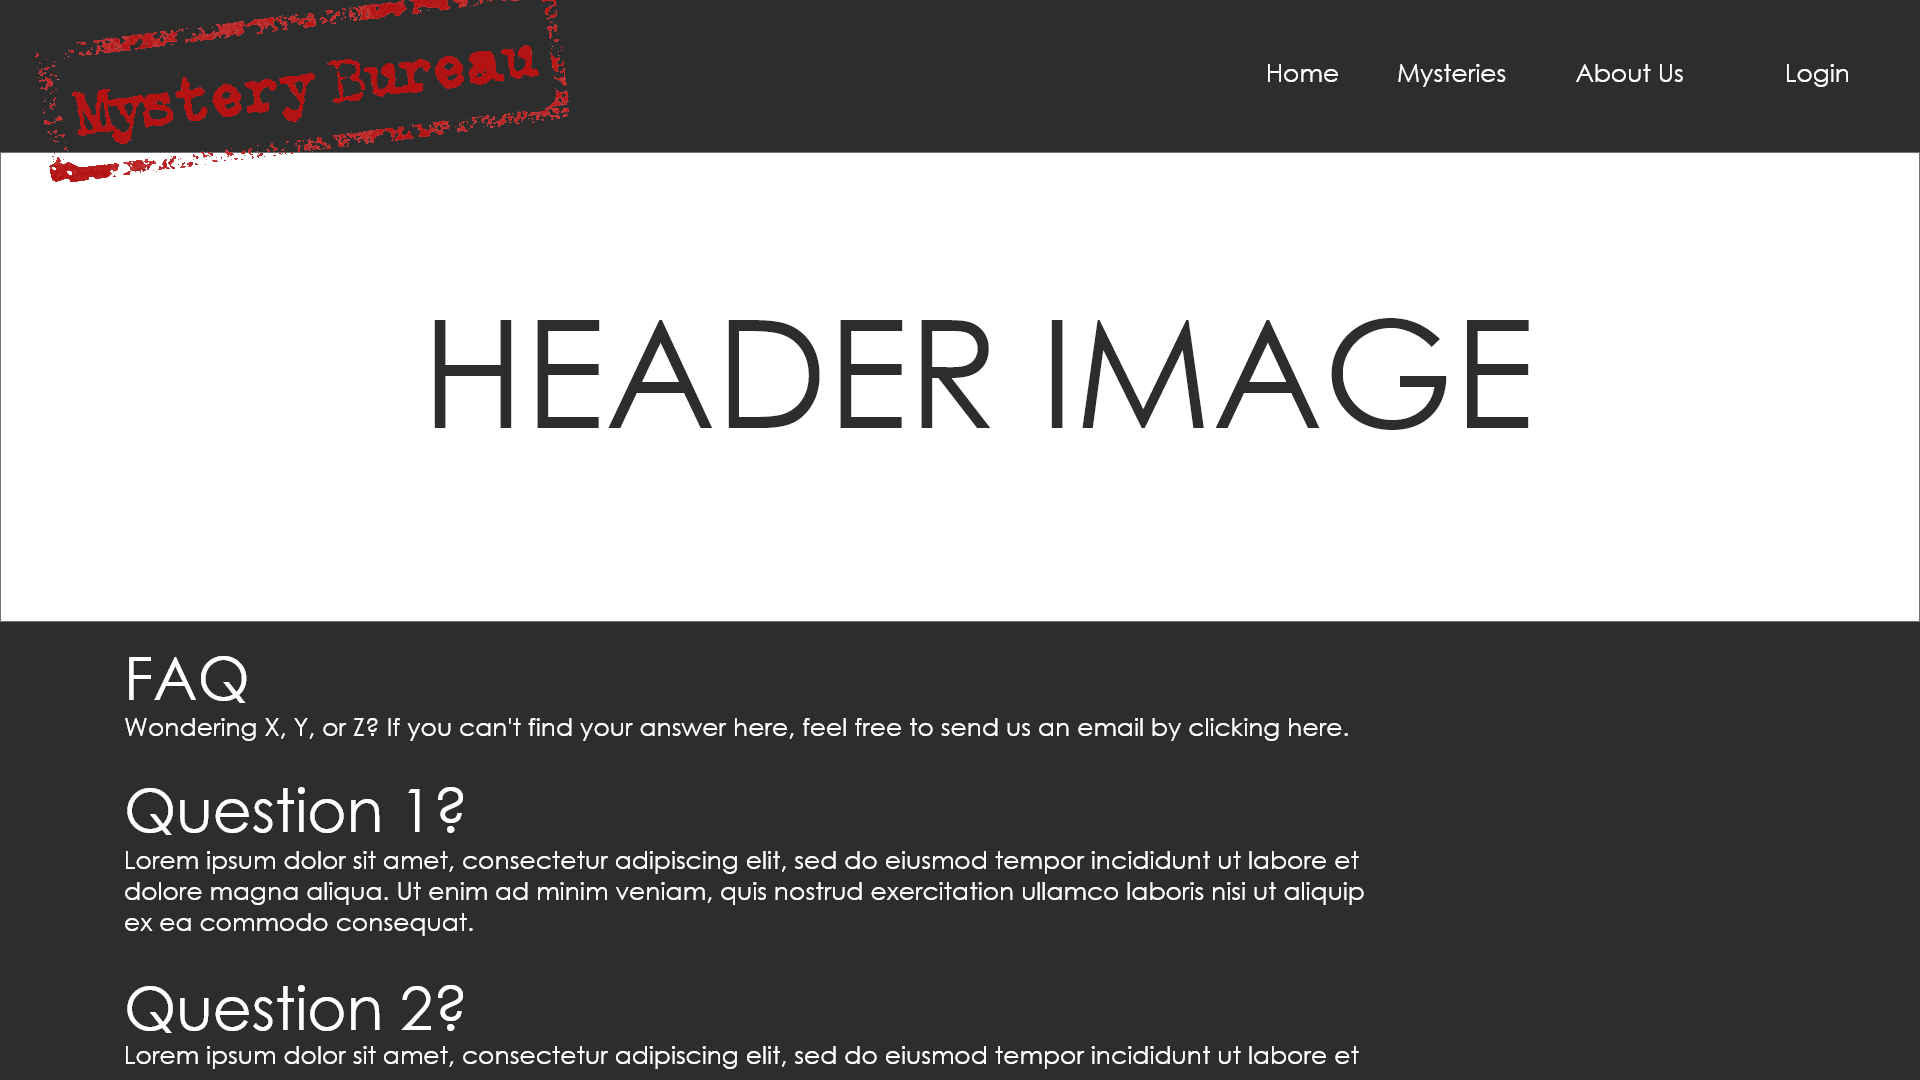 Mystery Bureau
Home Mysteries About Us Login
HEADER IMAGE
FAQ
Wondering X, Y, or Z? If you can't find your answer here, feel free to send us an email by clicking here.
Question 1?
Lorem ipsum dolor sit amet, consectetur adipiscing elit, sed do eiusmod tempor incididunt ut labore et
dolore magna aliqua. Ut enim ad minim veniam, quis nostrud exercitation ullamco laboris nisi ut aliquip
ex ea commodo consequat.
Question 2?
Lorem ipsum dolor sit amet, consectetur adipiscing elit, sed do eiusmod tempor incididunt ut labore et